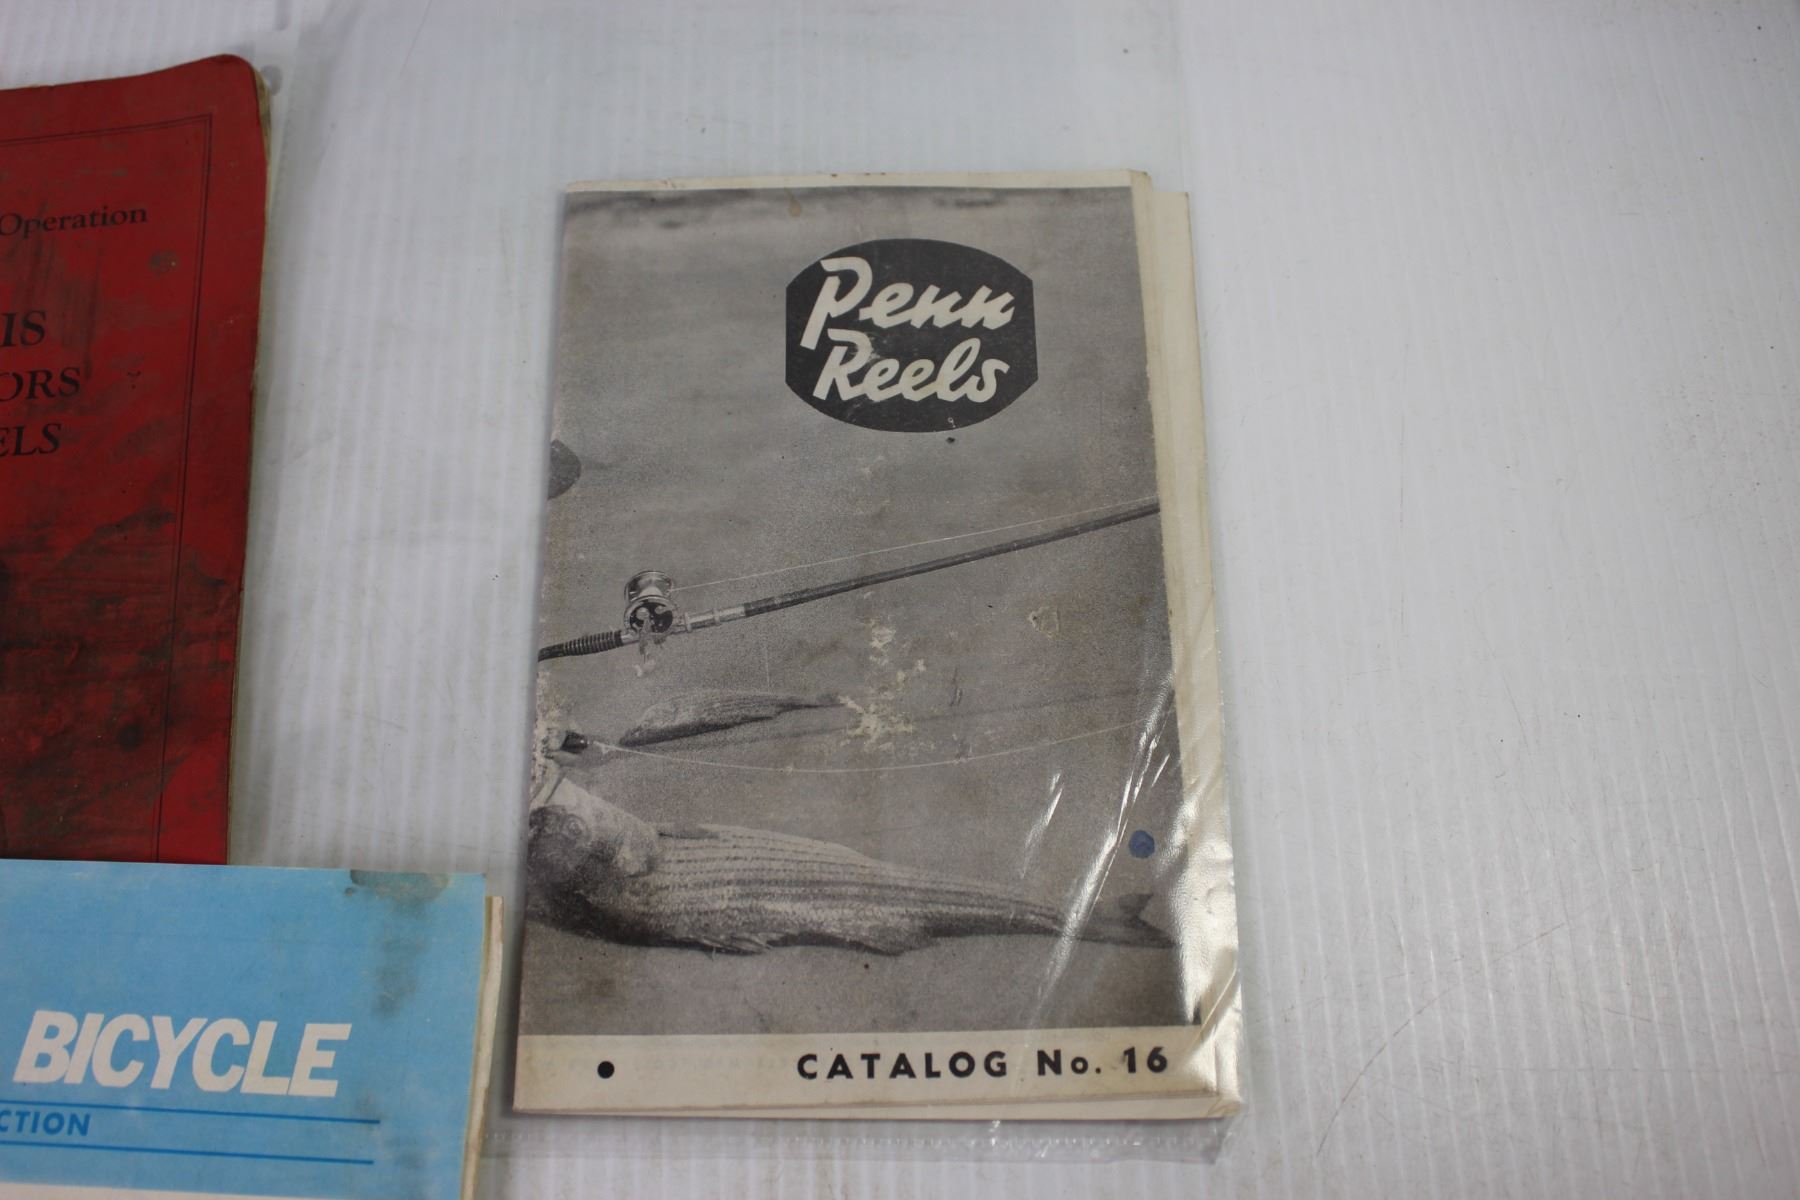 Operation
IS
ORS
ELS
Penn
Reels
CATALOG No. 16
BICYCLE
CTION